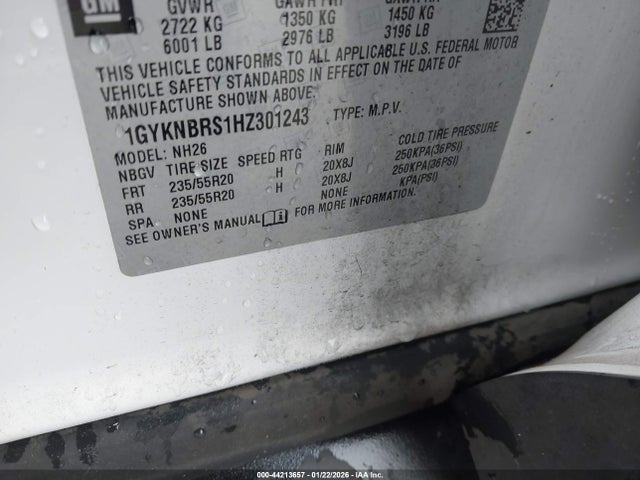 GM
GVWR GAWR FRT GAWR RR
2722 KG 1350 KG 1450 KG
6001 LB 2976 LB 3196 LB
THIS VEHICLE CONFORMS TO ALL APPLICABLE U.S. FEDERAL MOTOR
VEHICLE SAFETY STANDARDS IN EFFECT ON THE DATE OF
MANUFACTURE SHOWN ABOVE.
1GYKNBRS1HZ301243 TYPE: M.P.V.
MODEL: NH26
NBGV TIRE SIZE SPEED RTG RIM COLD TIRE PRESSURE
FRT 235/55R20 H 20X8J 250KPA(36PSI)
RR 235/55R20 H 20X8J 250KPA(36PSI)
SPA NONE NONE KPA(PSI)
SEE OWNER'S MANUAL FOR MORE INFORMATION.
000-44213657 - 01/22/2026 - IAAI VEHICLE